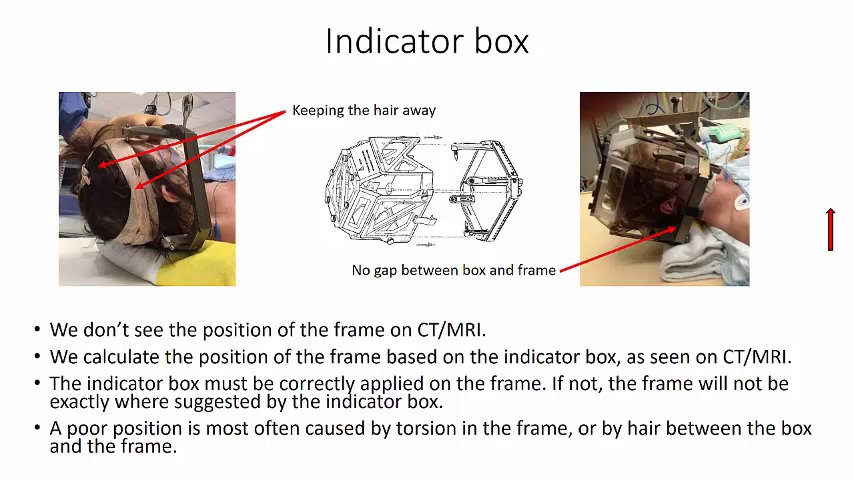 Indicator box
Keeping the hair away
No gap between box and frame
• We don't see the position of the frame on CT/MRI.
• We calculate the position of the frame based on the indicator box, as seen on CT/MRI.
• The indicator box must be correctly applied on the frame. If not, the frame will not be
exactly where suggested by the indicator box.
• A poor position is most often caused by torsion in the frame, or by hair between the box
and the frame.